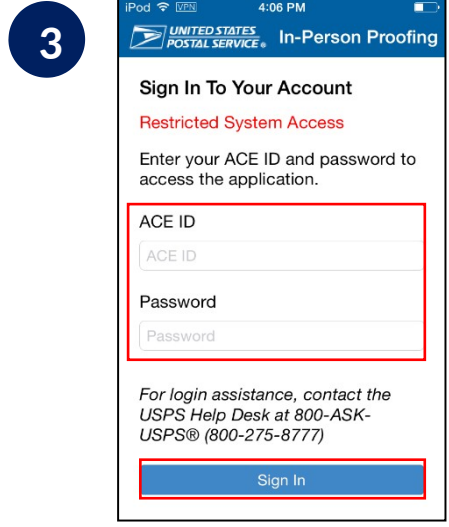 3
iPod VPN 4:06 PM
UNITED STATES
POSTAL SERVICE® In-Person Proofing
Sign In To Your Account
Restricted System Access
Enter your ACE ID and password to
access the application.
ACE ID
ACE ID
Password
Password
For login assistance, contact the
USPS Help Desk at 800-ASK-
USPS® (800-275-8777)
Sign In